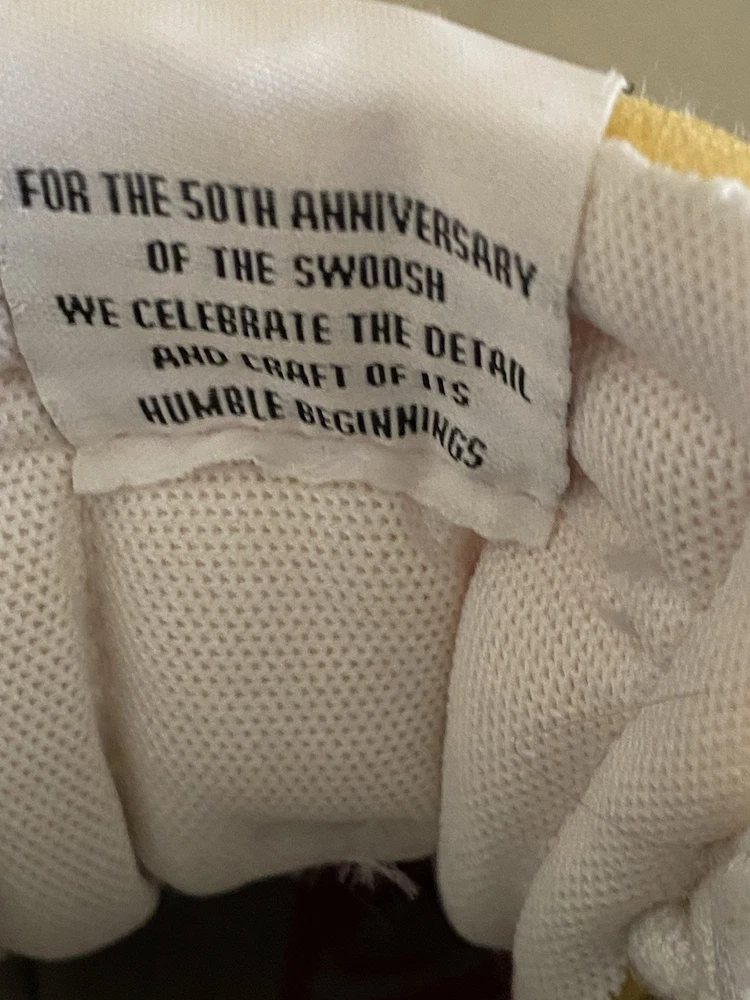 FOR THE 50TH ANNIVERSARY
OF THE SWOOSH
WE CELEBRATE THE DETAIL
AND CRAFT OF ITS
HUMBLE BEGINNINGS